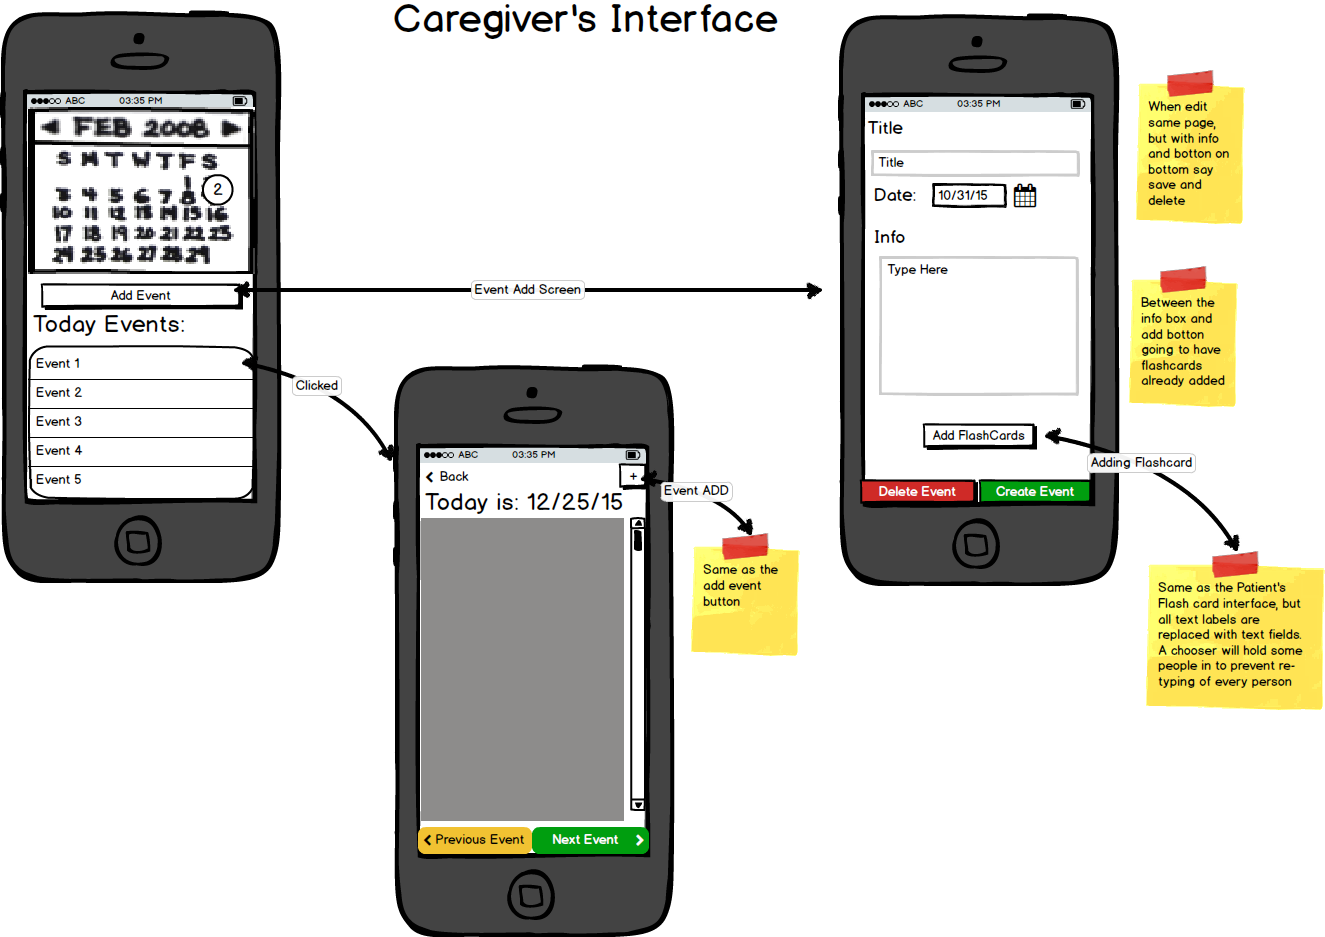 Caregiver's Interface
ABC 03:35 PM
FEB 2008
S M T W T F S
1 2
3 4 5 6 7 8
10 11 12 13 14 15 16
17 18 19 20 21 22 23
24 25 26 27 28 29
Add Event
Today Events:
Event 1
Event 2
Event 3
Event 4
Event 5
Event Add Screen
Clicked
ABC 03:35 PM
Back
+
Today is: 12/25/15
Previous Event
Next Event
Event ADD
Same as the
add event
button
ABC 03:35 PM
Title
Title
Date: 10/31/15
Info
Type Here
Add FlashCards
Delete Event
Create Event
Adding Flashcard
When edit
same page,
but with info
and botton on
bottom say
save and
delete
Between the
info box and
add botton
going to have
flashcards
already added
Same as the Patient's
Flash card interface, but
all text labels are
replaced with text fields.
A chooser will hold some
people in to prevent re-
typing of every person